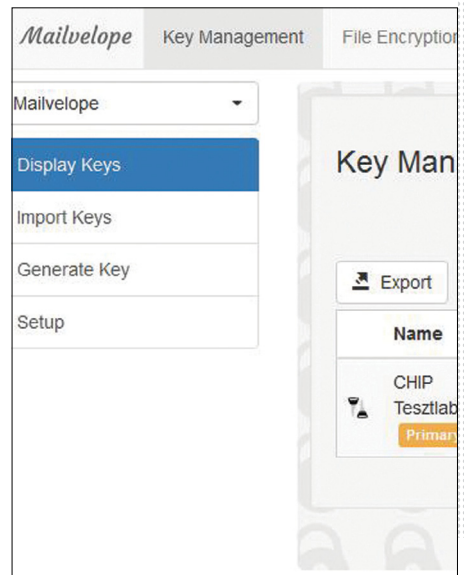 Mailvelope Key Management File Encryption
Mailvelope
Display Keys
Import Keys
Generate Key
Setup
Key Man
Export
Name
CHIP
Tesztlab
Primary